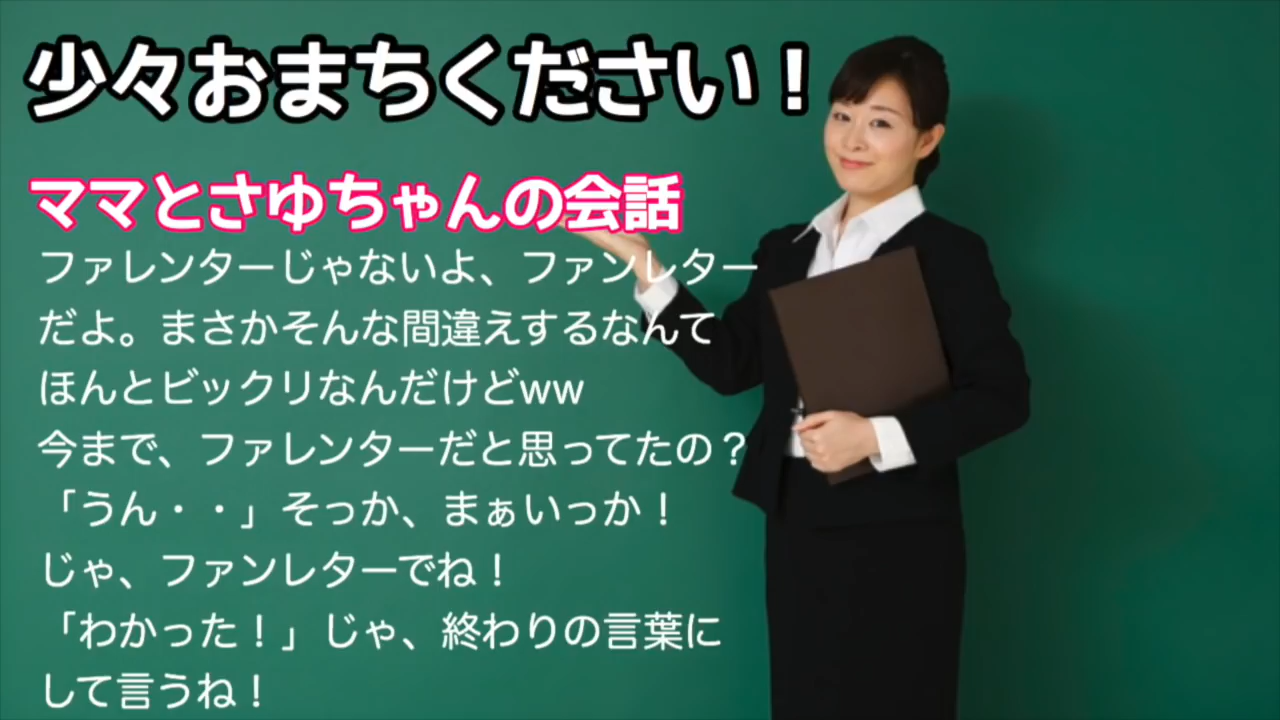 少々おまちください！
ママとさゆちゃんの会話
ファレンターじゃないよ、ファンレター
だよ。まさかそんな間違えするなんて
ほんとビックリなんだけどww
今まで、ファレンターだと思ってたの？
「うん・・」そっか、まぁいっか！
じゃ、ファンレターでね！
「わかった！」じゃ、終わりの言葉に
して言うね！